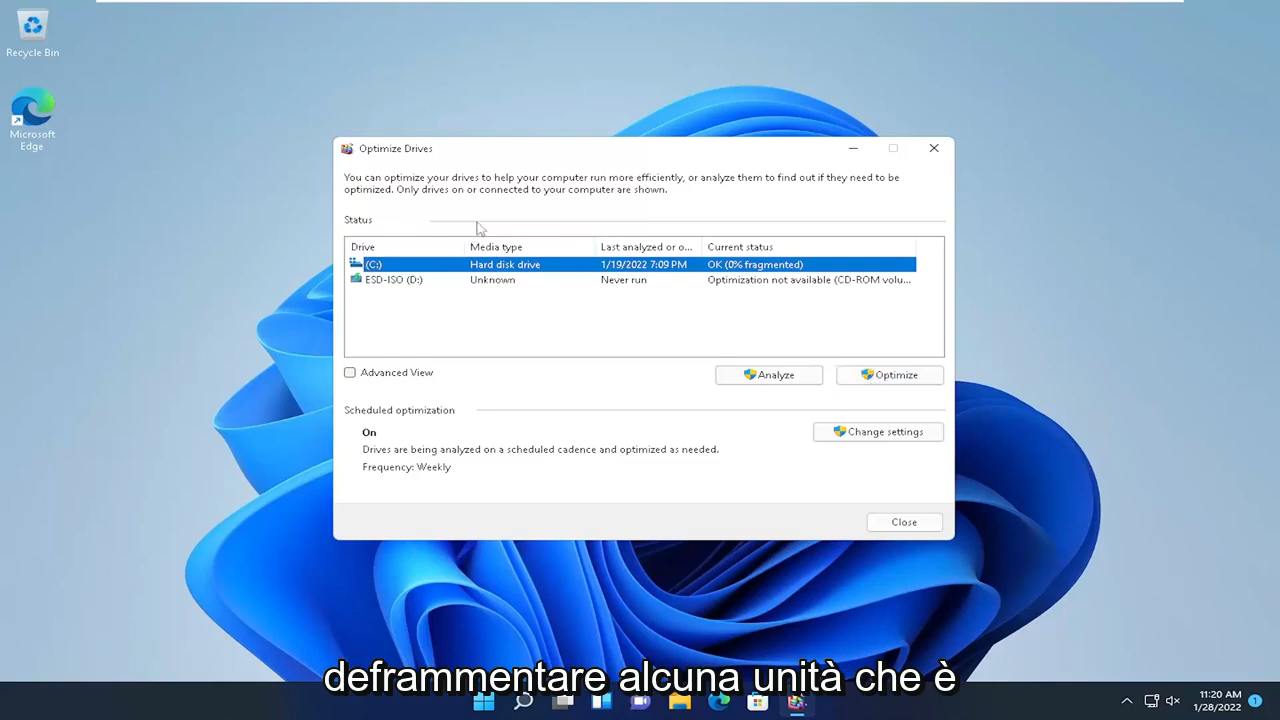 Recycle Bin
Microsoft
Edge
Optimize Drives
You can optimize your drives to help your computer run more efficiently, or analyze them to find out if they need to be
optimized. Only drives on or connected to your computer are shown.
Status
Drive Media type Last analyzed or o... Current status
(C:) Hard disk drive 1/19/2022 7:09 PM OK (0% fragmented)
ESD-ISO (D:) Unknown Never run Optimization not available (CD-ROM volu...
Advanced View
Analyze Optimize
Scheduled optimization
On
Change settings
Drives are being analyzed on a scheduled cadence and optimized as needed.
Frequency: Weekly
Close
deframmentare alcuna unità che è
11:20 AM
1/28/2022
1